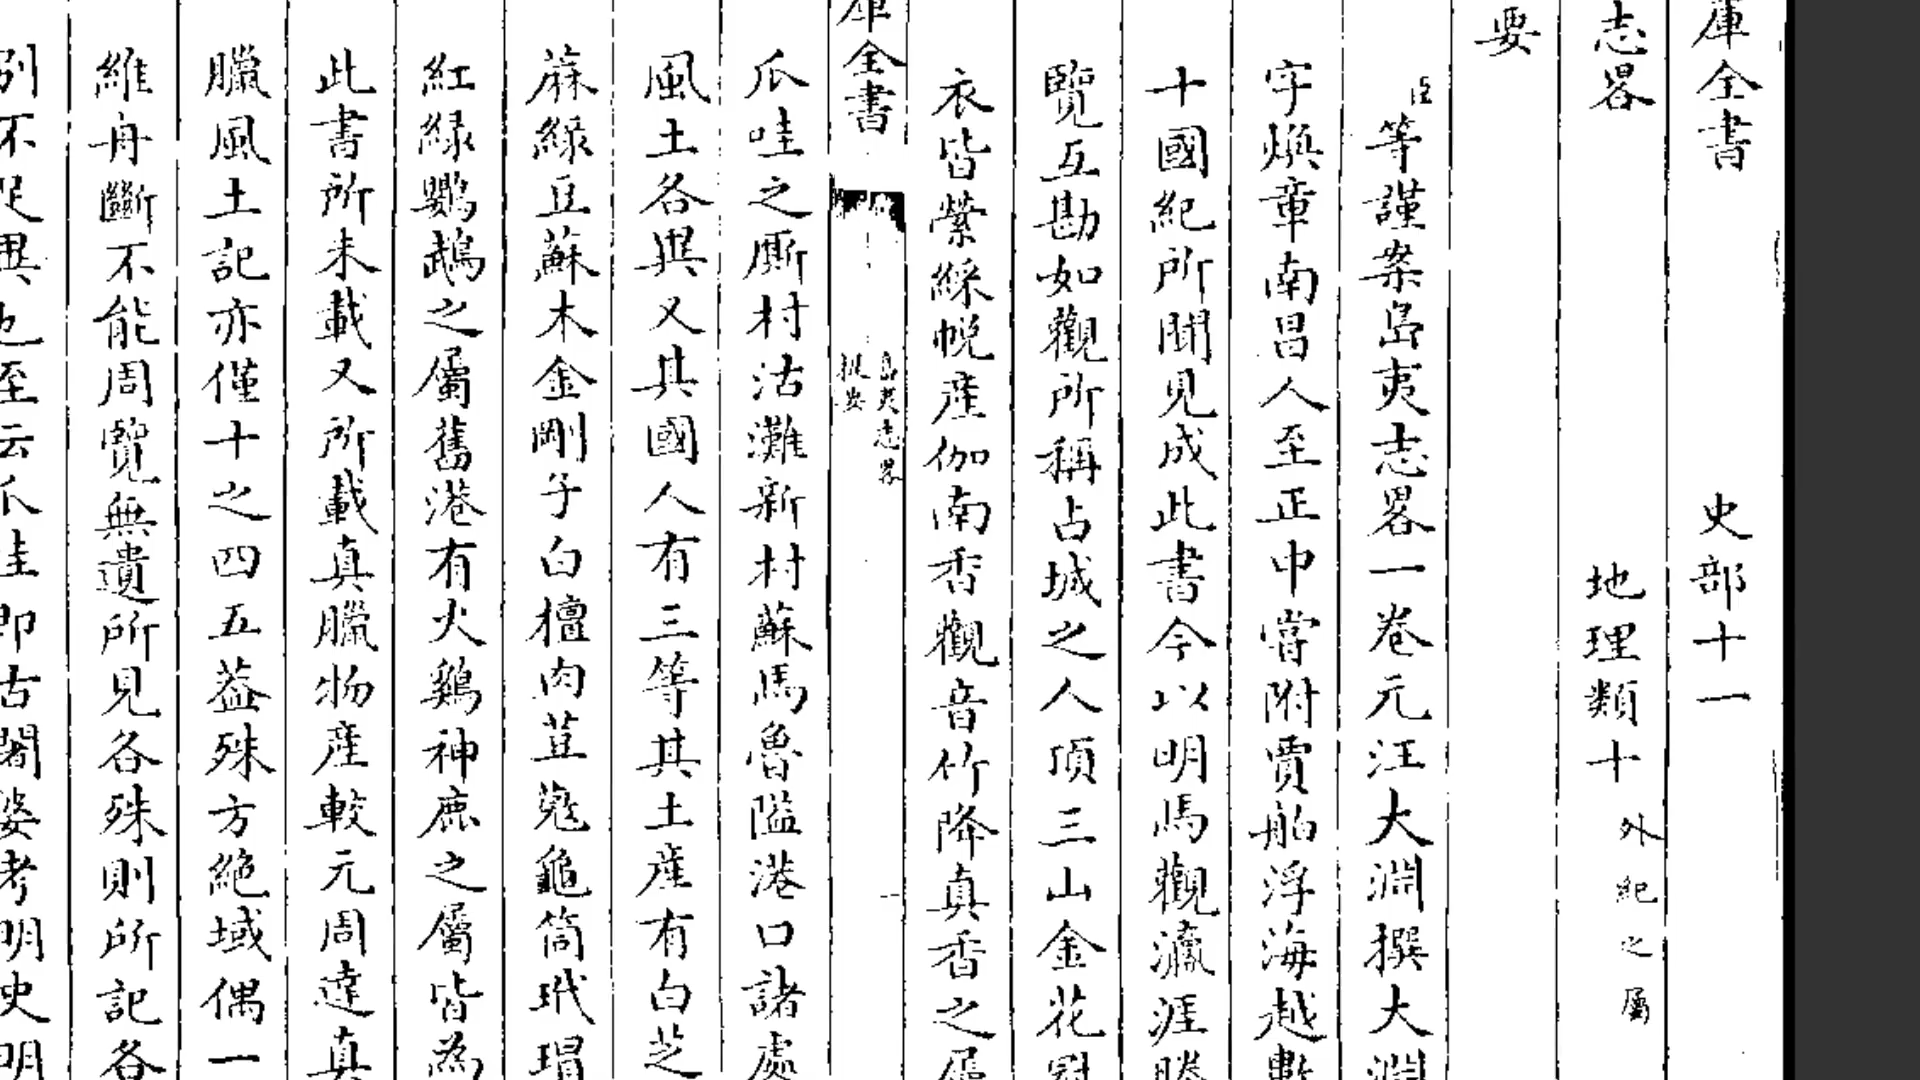 庫全書 史部十一
志畧 地理類十 外紀之屬
要
臣等謹案島夷志畧一卷元汪大淵撰大淵
字煥章南昌人至正中嘗附賈舶浮海越數
十國紀所聞見成此書今以明馬觀瀛涯勝
覽互勘如觀所稱占城之人頂三山金花冠
衣皆縈綵帨產伽南香觀音竹降真香之屬
庫全書 島夷志畧 提要
爪哇之廝村沽灘新村蘇馬魯隘港口諸處
風土各異又其國人有三等其土產有白芝
蔴綠豆蘇木金剛子白檀肉荳蔻龜筒玳瑁
紅綠鸚鵡之屬舊港有火鷄神鹿之屬皆為
此書所未載又所載真臘物產較元周達真
臘風土記亦僅十之四五葢殊方絕域偶一
維舟斷不能周覽無遺所見各殊則所記各
別不足異也至云爪哇即古闍婆考明史明